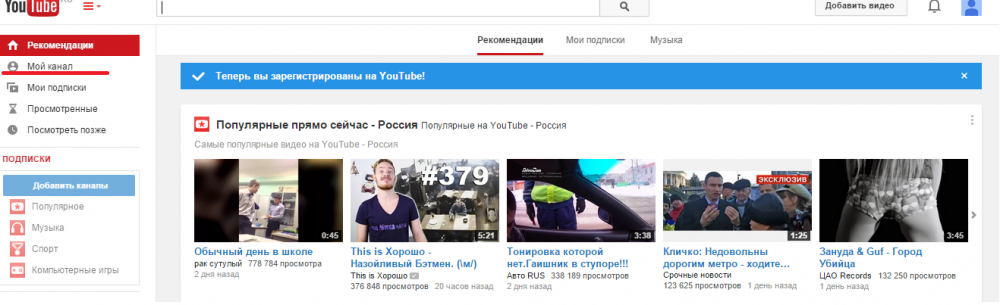 YouTube
Добавить видео
Рекомендации
Мой канал
Мои подписки
Просмотренные
Посмотреть позже
ПОДПИСКИ
Добавить каналы
Популярное
Музыка
Спорт
Компьютерные игры
Рекомендации Мои подписки Музыка
Теперь вы зарегистрированы на YouTube! ×
Популярные прямо сейчас - Россия Популярные на YouTube - Россия
Самые популярные видео на YouTube - Россия
0:45
Обычный день в школе
рак сутулый 778 784 просмотра
2 дня назад
#379
5:21
This is Хорошо -
Назойливый Бэтмен. (\м/)
This is Хорошо
376 848 просмотров 20 часов назад
3:38
Тонировка которой
нет.Гаишник в ступоре!!!
Авто RUS 338 189 просмотров
2 дня назад
ЭКСКЛЮЗИВ
1:25
Кличко: Недовольны
дорогим метро - ходите...
Срочные новости
123 625 просмотров 1 день назад
3:45
Зануда & Guf - Город
Убийца
ЦАО Records 132 250 просмотров
1 день назад